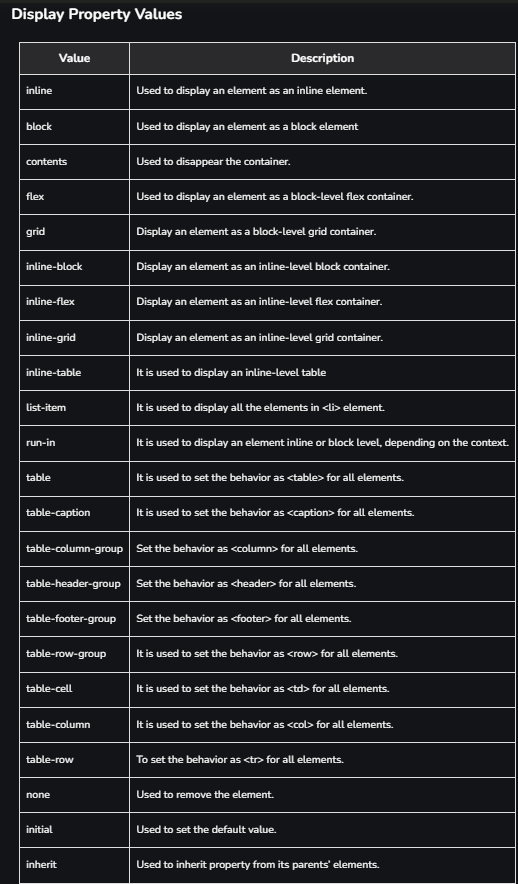 Display Property Values
Value Description
inline Used to display an element as an inline element.
block Used to display an element as a block element
contents Used to disappear the container.
flex Used to display an element as a block-level flex container.
grid Display an element as a block-level grid container.
inline-block Display an element as an inline-level block container.
inline-flex Display an element as an inline-level flex container.
inline-grid Display an element as an inline-level grid container.
inline-table It is used to display an inline-level table
list-item It is used to display all the elements in <li> element.
run-in It is used to display an element inline or block level, depending on the context.
table It is used to set the behavior as <table> for all elements.
table-caption It is used to set the behavior as <caption> for all elements.
table-column-group Set the behavior as <column> for all elements.
table-header-group Set the behavior as <header> for all elements.
table-footer-group Set the behavior as <footer> for all elements.
table-row-group It is used to set the behavior as <row> for all elements.
table-cell It is used to set the behavior as <td> for all elements.
table-column It is used to set the behavior as <col> for all elements.
table-row To set the behavior as <tr> for all elements.
none Used to remove the element.
initial Used to set the default value.
inherit Used to inherit property from its parents' elements.